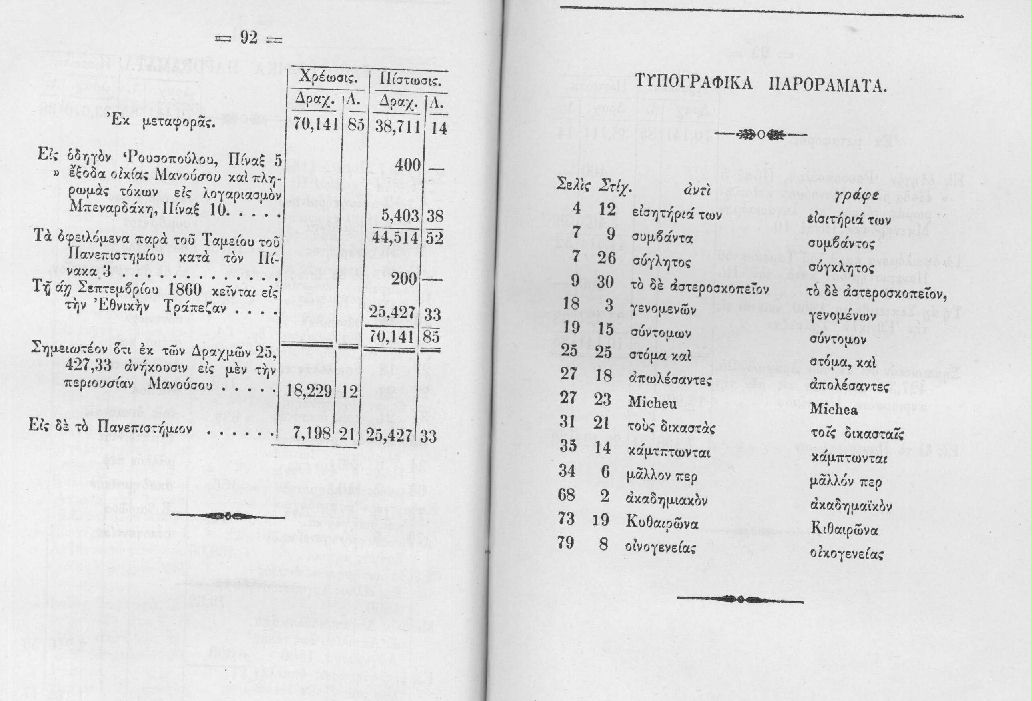 = 92 =
Χρέωσις. Πίστωσις.
Δραχ. Λ. Δραχ. Λ.
Ἐκ μεταφορᾶς. 70,141 85 38,711 14
Εἰς ὁδηγὸν Ῥουσοπούλου, Πίναξ 5 400 —
» ἔξοδα οἰκίας Μανούσου καὶ πλη-
ρωμὰς τόκων εἰς λογαριασμὸν
Μπεναρδάκη, Πίναξ 10. . . . . 5,403 38
44,514 52
Τὰ ὀφειλόμενα παρὰ τοῦ Ταμείου τοῦ
Πανεπιστημίου κατὰ τὸν Πί-
νακα 3 . . . . . . . . . . . . . . 200 —
Τῇ ά̣ῃ Σεπτεμβρίου 1860 κεῖνται εἰς
τὴν Ἐθνικὴν Τράπεζαν . . . . 25,427 33
70,141 85
Σημειωτέον ὅτι ἐκ τῶν Δραχμῶν 25,
427,33 ἀνήκουσιν εἰς μὲν τὴν
περιουσίαν Μανούσου . . . . . 18,229 12
Εἰς δὲ τὸ Πανεπιστήμιον . . . . . . 7,198 21 25,427 33
ΤΥΠΟΓΡΑΦΙΚΑ ΠΑΡΟΡΑΜΑΤΑ.
Σελὶς Στίχ. ἀντὶ γράφε
4 12 εἰσητήριά των εἰσιτήριά των
7 9 συμβάντα συμβάντος
7 26 σύγλητος σύγκλητος
9 30 τὸ δὲ ἀστεροσκοπεῖον τὸ δὲ ἀστεροσκοπεῖον,
18 3 γενομενών γενομένων
19 15 σύντομων σύντομον
25 25 στόμα καὶ στόμα, καὶ
27 18 ἀπωλέσαντες ἀπολέσαντες
27 23 Micheu Michea
31 21 τοὺς δικαστὰς τοῖς δικασταῖς
35 14 κάμτπτωνται κάμπτωνται
34 6 μᾶλλον περ μᾶλλόν περ
68 2 ἀκαδημιακὸν ἀκαδημαϊκὸν
73 19 Κυθαιρῶνα Κιθαιρῶνα
79 8 οἰνογενείας οἰκογενείας